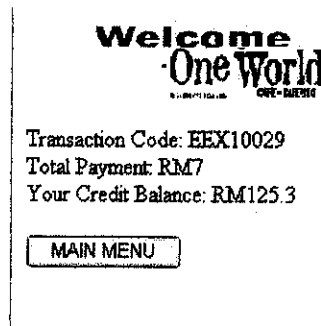 Welcome
One World
Transaction Code: EEX10029
Total Payment: RM7
Your Credit Balance: RM125.3
MAIN MENU